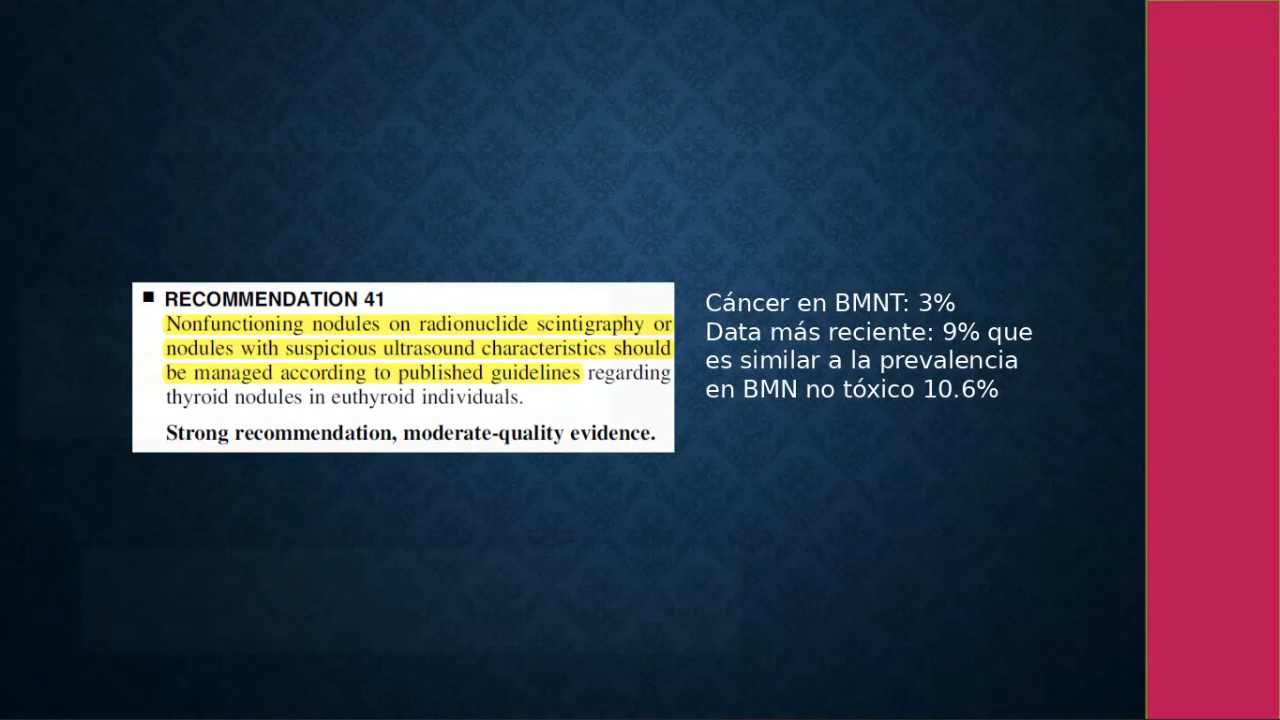 ■ RECOMMENDATION 41
Nonfunctioning nodules on radionuclide scintigraphy or
nodules with suspicious ultrasound characteristics should
be managed according to published guidelines regarding
thyroid nodules in euthyroid individuals.
Strong recommendation, moderate-quality evidence.
Cáncer en BMNT: 3%
Data más reciente: 9% que
es similar a la prevalencia
en BMN no tóxico 10.6%